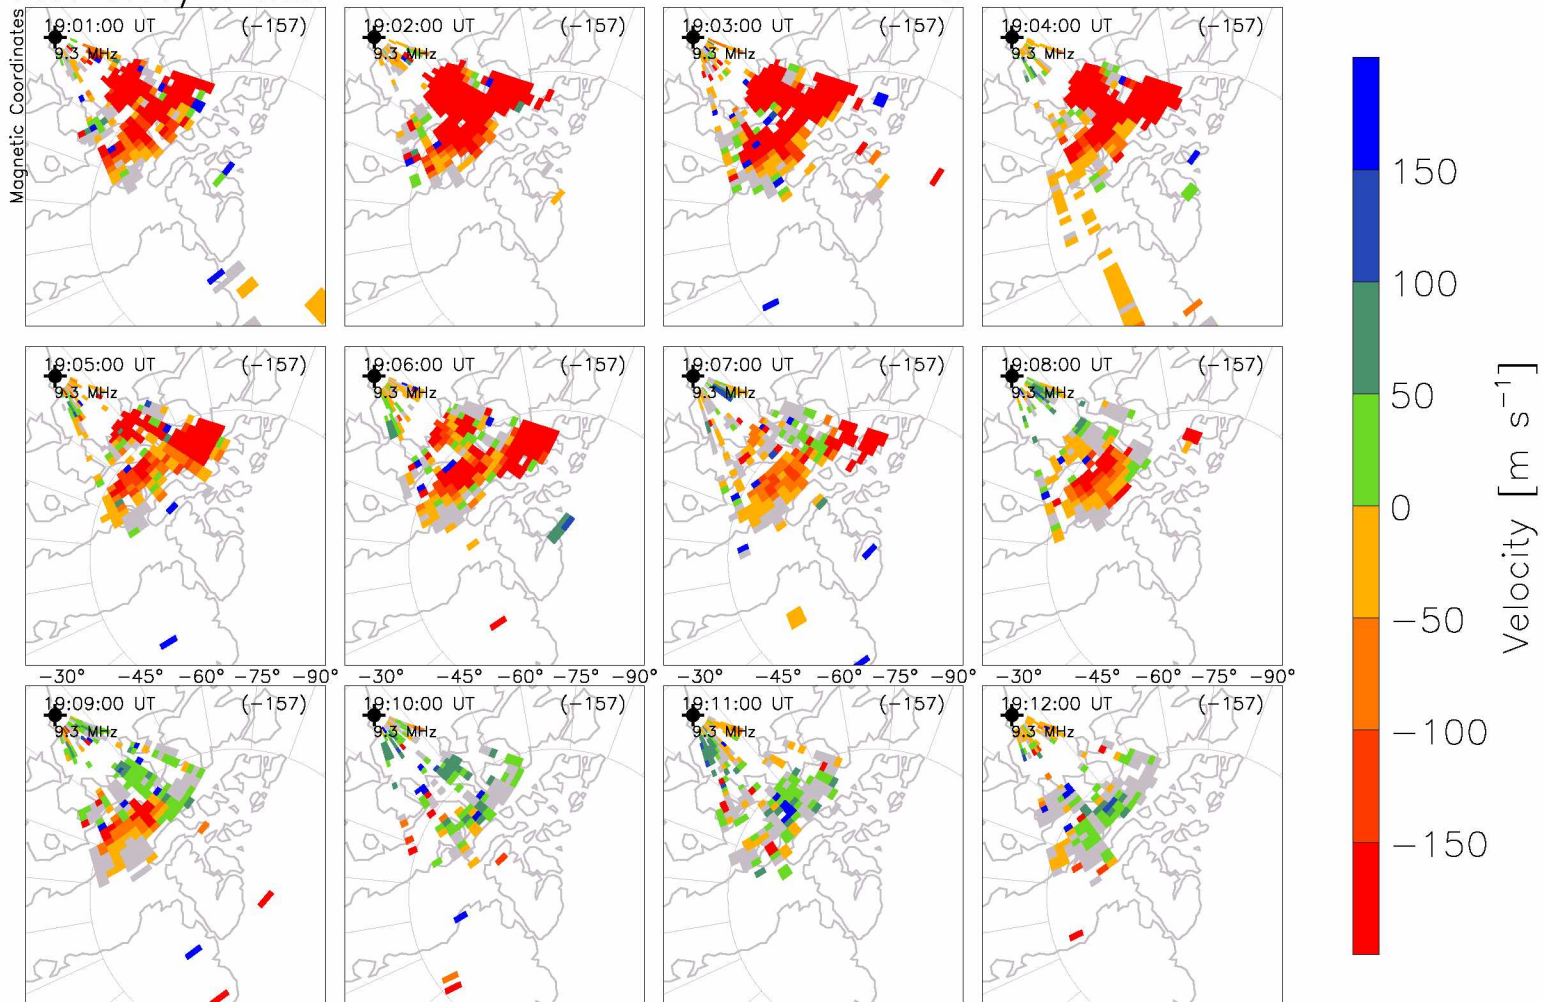 19:01:00 UT (-157)
9.3 MHz
19:02:00 UT (-157)
9.3 MHz
19:03:00 UT (-157)
9.3 MHz
19:04:00 UT (-157)
9.3 MHz
Magnetic Coordinates
19:05:00 UT (-157)
9.3 MHz
19:06:00 UT (-157)
9.3 MHz
19:07:00 UT (-157)
9.3 MHz
19:08:00 UT (-157)
9.3 MHz
-30° -45° -60° -75° -90°
-30° -45° -60° -75° -90°
-30° -45° -60° -75° -90°
-30° -45° -60° -75° -90°
19:09:00 UT (-157)
9.3 MHz
19:10:00 UT (-157)
9.3 MHz
19:11:00 UT (-157)
9.3 MHz
19:12:00 UT (-157)
9.3 MHz
150
100
50
0
-50
-100
-150
Velocity [m s⁻¹]